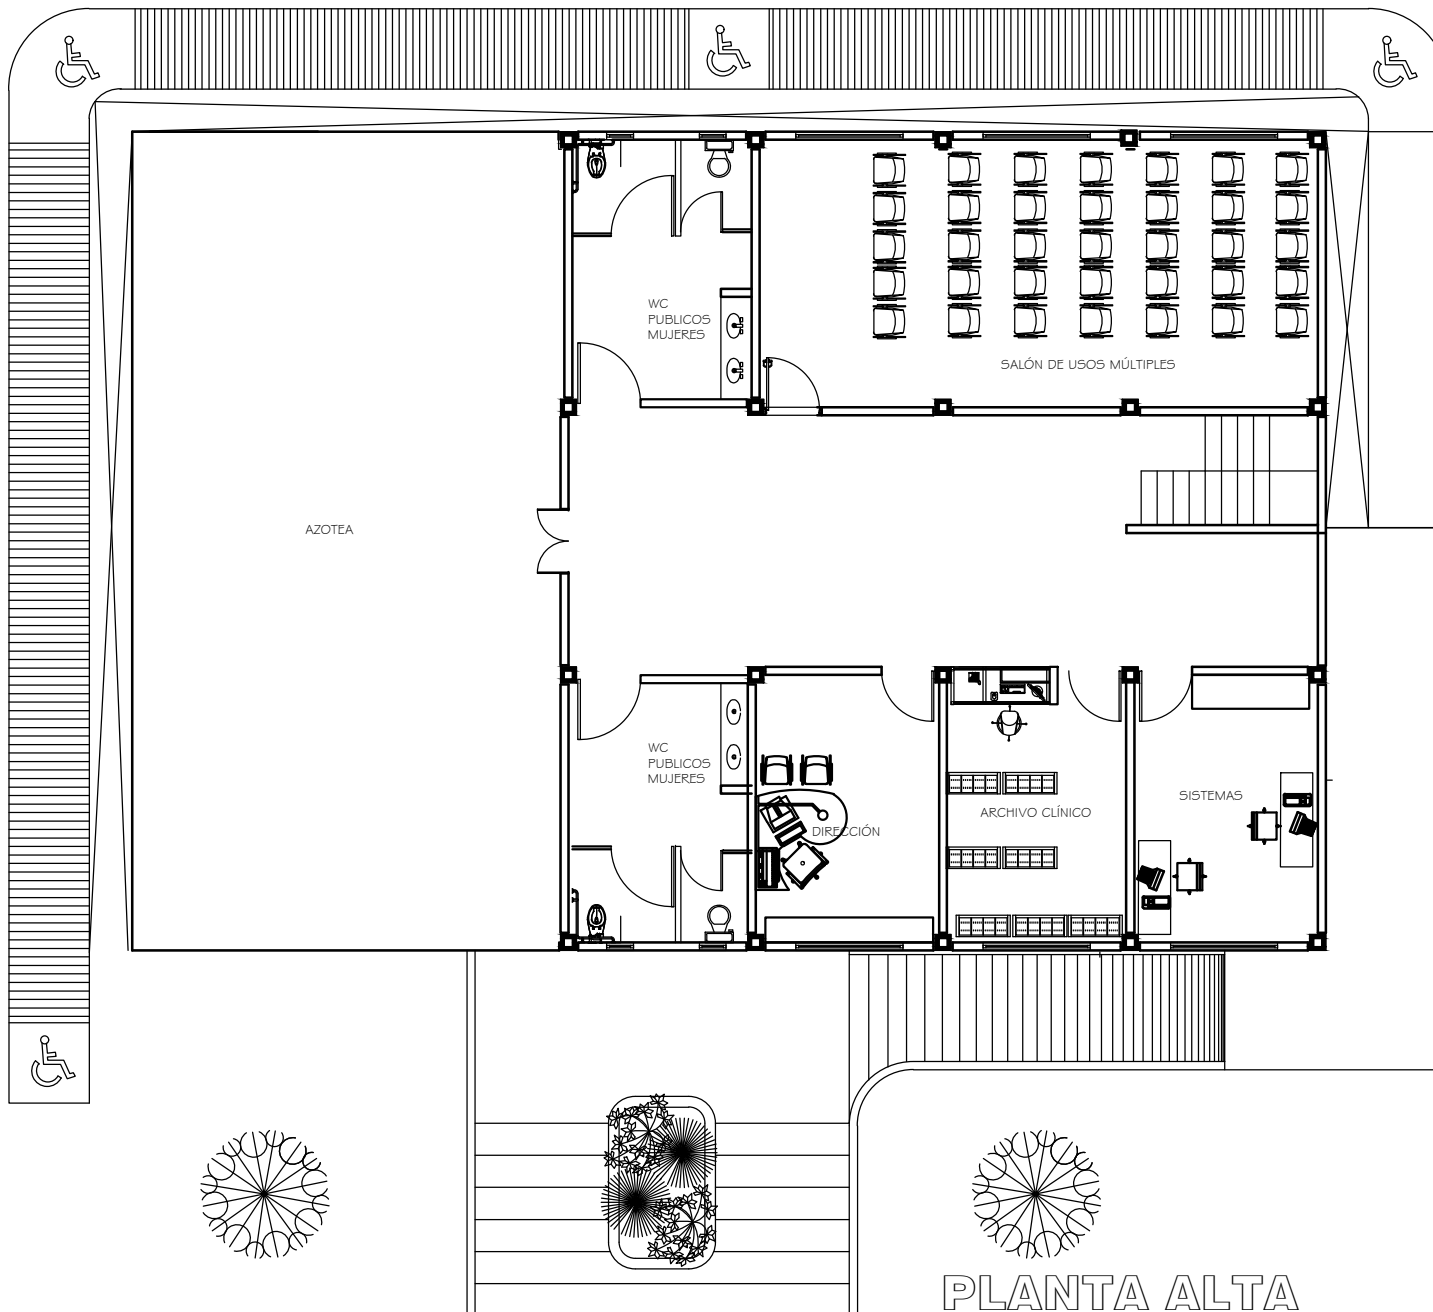 WC
PUBLICOS
MUJERES
SALÓN DE USOS MÚLTIPLES
AZOTEA
WC
PUBLICOS
MUJERES
SISTEMAS
ARCHIVO CLÍNICO
DIRECCIÓN
PLANTA ALTA